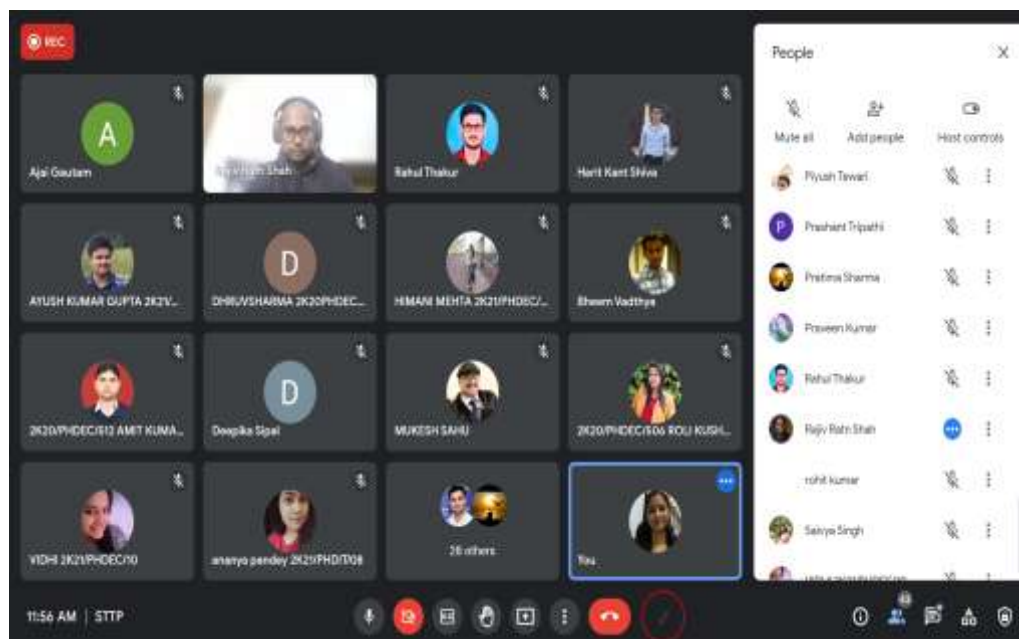 REC
People
Mute all
Add people
Host controls
A
Ajai Gautam
Rahul Thakur
Harit Kant Shiva
AYUSH KUMAR GUPTA 2K21/...
D
DHRUVSHARMA 2K20PHDEC...
HIMANI MEHTA 2K21/PHDEC/...
Bheem Vadthya
2K20/PHDEC/512 AMIT KUMA...
D
Deepika Sipal
MUKESH SAHU
2K20/PHDEC/506 ROLI KUSH...
VIDHI 2K21/PHDEC/10
ananya pandey 2K21/PHD/IT/08
28 others
You
Piyush Tewari
P
Prashant Tripathi
Pratima Sharma
Praveen Kumar
Rahul Thakur
Rajiv Ratn Shah
rohit kumar
Saivya Singh
11:56 AM | STTP
43